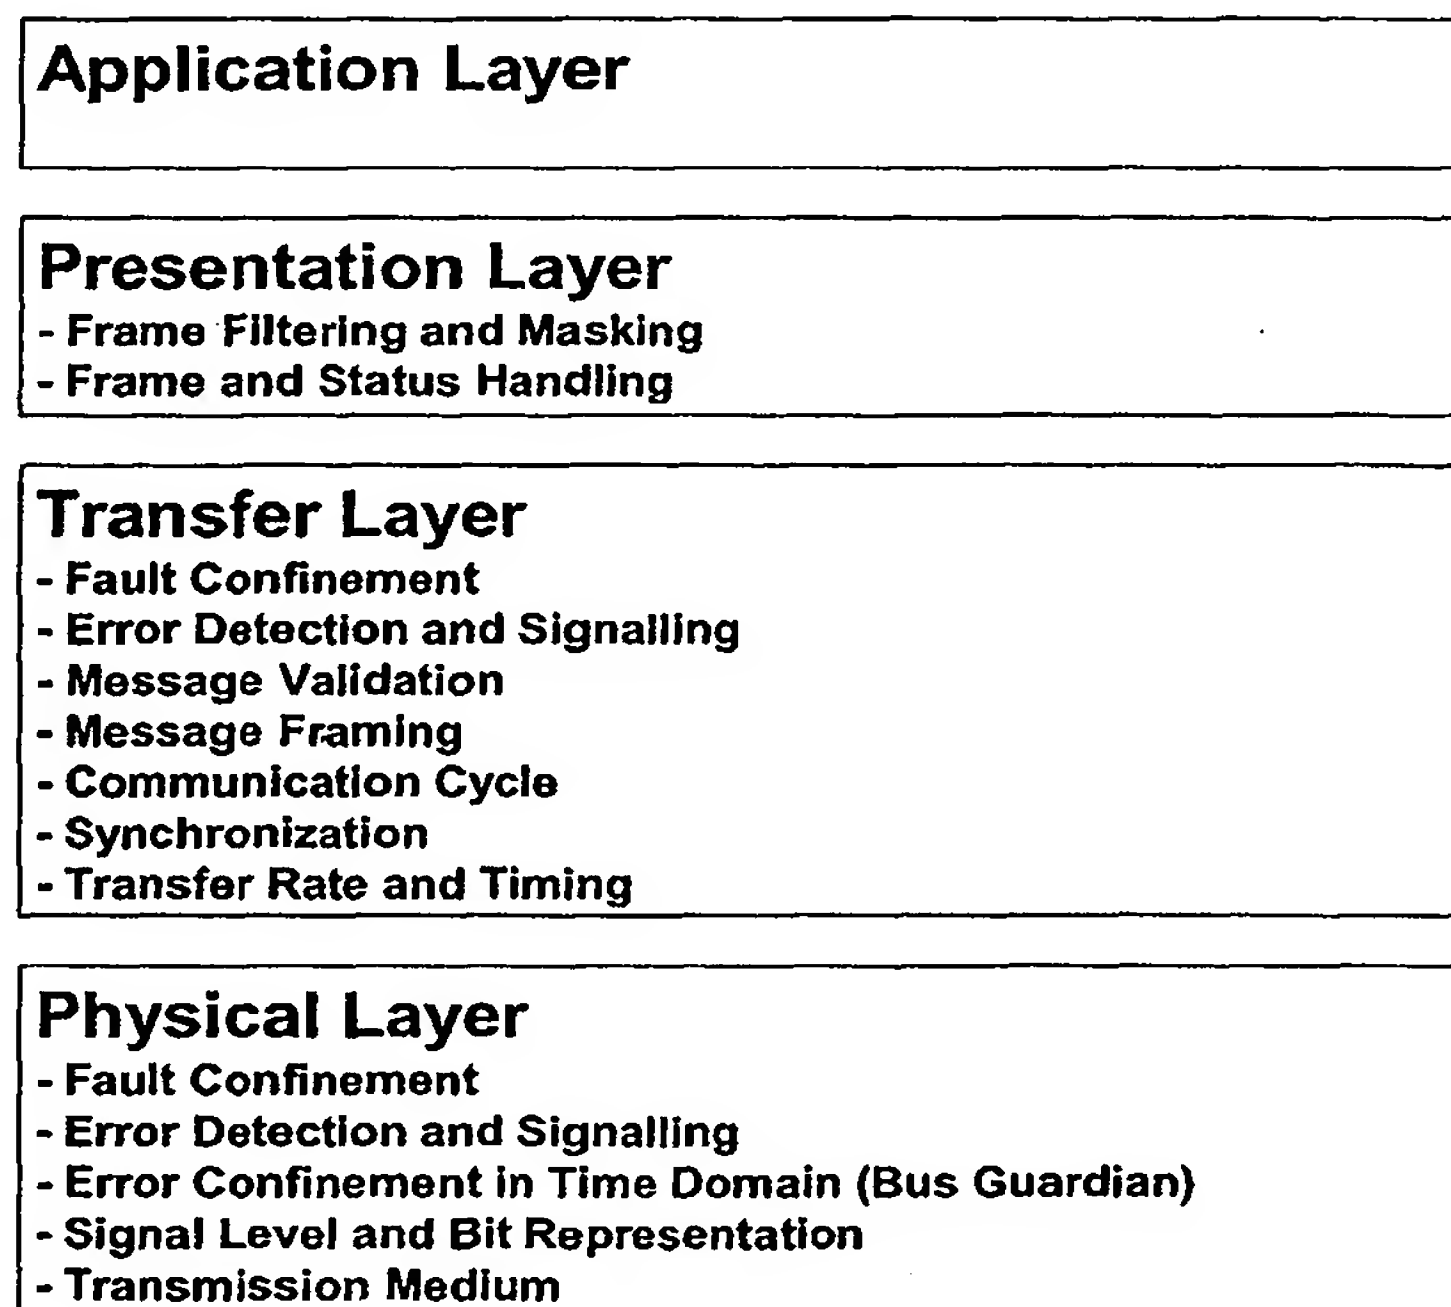 Application Layer
Presentation Layer
- Frame Filtering and Masking
- Frame and Status Handling
Transfer Layer
- Fault Confinement
- Error Detection and Signalling
- Message Validation
- Message Framing
- Communication Cycle
- Synchronization
- Transfer Rate and Timing
Physical Layer
- Fault Confinement
- Error Detection and Signalling
- Error Confinement in Time Domain (Bus Guardian)
- Signal Level and Bit Representation
- Transmission Medium